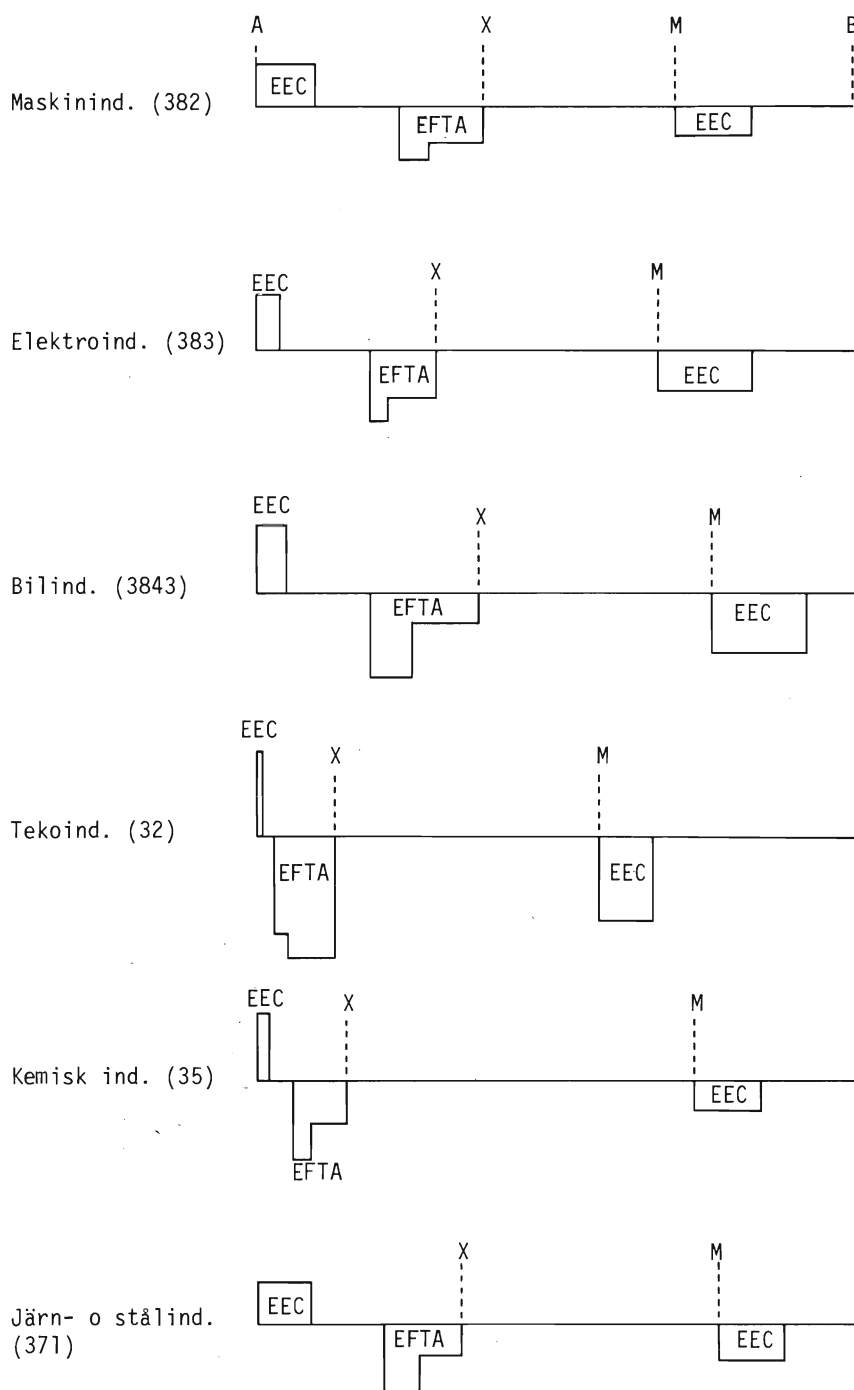 A X M B
EEC
Maskinind. (382)
EFTA EEC
X M
EEC
Elektroind. (383)
EFTA EEC
X M
EEC
Bilind. (3843)
EFTA EEC
EEC
X M
Tekoind. (32)
EFTA EEC
EEC X M
Kemisk ind. (35)
EEC
EFTA
X M
EEC
Järn- o stålind.
(371)
EFTA EEC